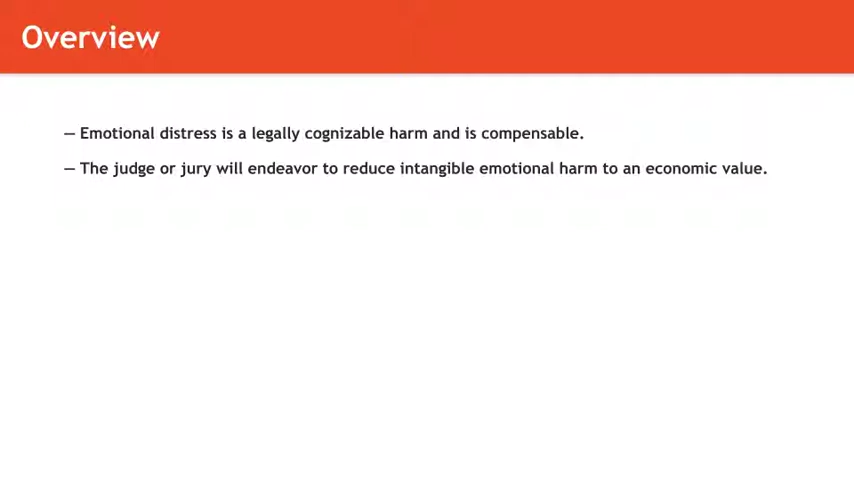 Overview
— Emotional distress is a legally cognizable harm and is compensable.
— The judge or jury will endeavor to reduce intangible emotional harm to an economic value.